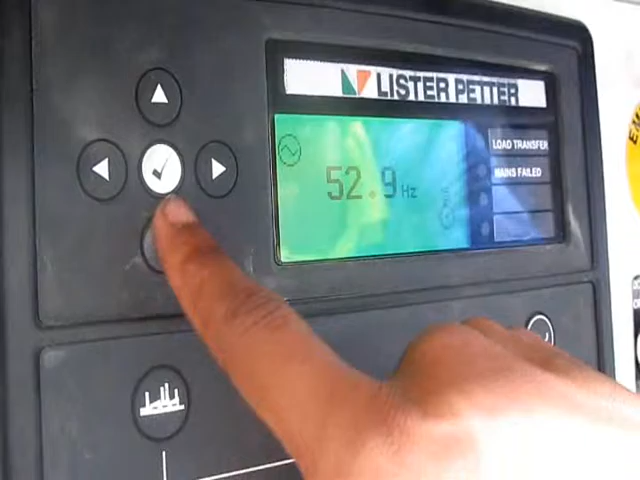 LISTER PETTER
LOAD TRANSFER
MAINS FAILED
52.9 Hz